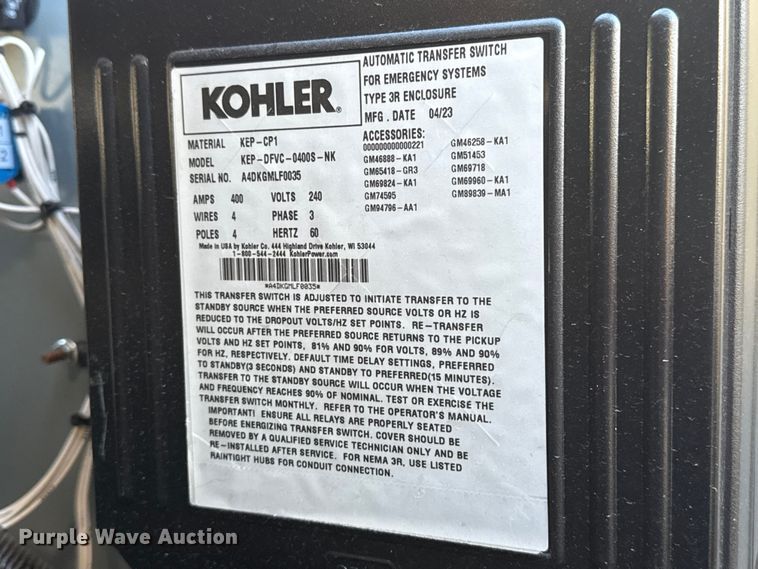 KOHLER®
AUTOMATIC TRANSFER SWITCH
FOR EMERGENCY SYSTEMS
TYPE 3R ENCLOSURE
MFG. DATE 04/23
MATERIAL KEP-CP1
MODEL KEP-DFVC-0400S-NK
SERIAL NO. A4DKGMLF0035
AMPS 400 VOLTS 240
WIRES 4 PHASE 3
POLES 4 HERTZ 60
ACCESSORIES:
000000000000221 GM46258-KA1
GM46888-KA1 GM51453
GM65418-GR3 GM69718
GM69824-KA1 GM69960-KA1
GM74595 GM89839-MA1
GM94796-AA1
Made in USA by Kohler Co. 444 Highland Drive Kohler, WI 53044
1-800-544-2444 KohlerPower.com
*A4DKGMLF0035*
THIS TRANSFER SWITCH IS ADJUSTED TO INITIATE TRANSFER TO THE
STANDBY SOURCE WHEN THE PREFERRED SOURCE VOLTS OR HZ IS
REDUCED TO THE DROPOUT VOLTS/HZ SET POINTS. RE-TRANSFER
WILL OCCUR AFTER THE PREFERRED SOURCE RETURNS TO THE PICKUP
VOLTS AND HZ SET POINTS, 81% AND 90% FOR VOLTS, 89% AND 90%
FOR HZ, RESPECTIVELY. DEFAULT TIME DELAY SETTINGS, PREFERRED
TO STANDBY(3 SECONDS) AND STANDBY TO PREFERRED(15 MINUTES).
TRANSFER TO THE STANDBY SOURCE WILL OCCUR WHEN THE VOLTAGE
AND FREQUENCY REACHES 90% OF NOMINAL. TEST OR EXERCISE THE
TRANSFER SWITCH MONTHLY. REFER TO THE OPERATOR'S MANUAL.
IMPORTANT! ENSURE ALL RELAYS ARE PROPERLY SEATED
BEFORE ENERGIZING TRANSFER SWITCH. COVER SHOULD BE
REMOVED BY A QUALIFIED SERVICE TECHNICIAN ONLY AND BE
RE-INSTALLED AFTER SERVICE. FOR NEMA 3R, USE LISTED
RAINTIGHT HUBS FOR CONDUIT CONNECTION.
Purple Wave Auction